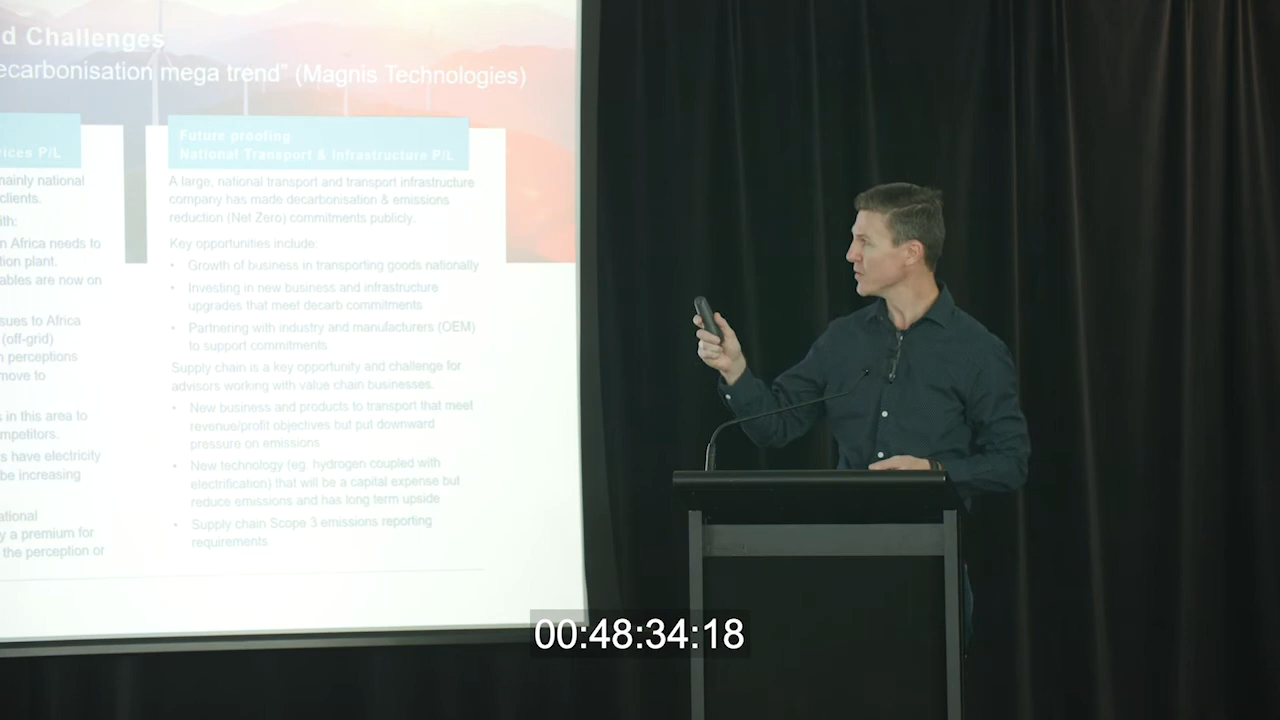 d Challenges
ecarbonisation mega trend" (Magnis Technologies)
rices P/L
mainly national
clients.
ith:
n Africa needs to
tion plant.
ables are now on
sues to Africa
(off-grid)
n perceptions
move to
s in this area to
mpetitors.
rs have electricity
be increasing
ational
y a premium for
the perception or
Future proofing
National Transport & Infrastructure P/L
A large, national transport and transport infrastructure
company has made decarbonisation & emissions
reduction (Net Zero) commitments publicly.
Key opportunities include:
• Growth of business in transporting goods nationally
• Investing in new business and infrastructure
upgrades that meet decarb commitments
• Partnering with industry and manufacturers (OEM)
to support commitments
Supply chain is a key opportunity and challenge for
advisors working with value chain businesses.
• New business and products to transport that meet
revenue/profit objectives but put downward
pressure on emissions
• New technology (eg. hydrogen coupled with
electrification) that will be a capital expense but
reduce emissions and has long term upside
• Supply chain Scope 3 emissions reporting
requirements
00:48:34:18